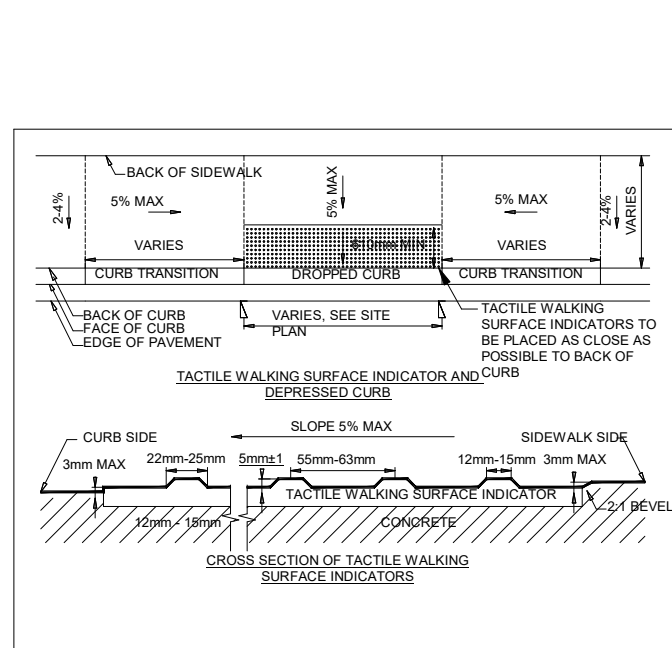 BACK OF SIDEWALK
2-4%
5% MAX
5% MAX
5% MAX
2-4%
VARIES
VARIES
610mm MIN
VARIES
CURB TRANSITION
DROPPED CURB
CURB TRANSITION
BACK OF CURB
FACE OF CURB
EDGE OF PAVEMENT
VARIES, SEE SITE
PLAN
TACTILE WALKING
SURFACE INDICATORS TO
BE PLACED AS CLOSE AS
POSSIBLE TO BACK OF
CURB
TACTILE WALKING SURFACE INDICATOR AND
DEPRESSED CURB
SLOPE 5% MAX
CURB SIDE
SIDEWALK SIDE
3mm MAX
22mm-25mm
5mm±1
55mm-63mm
12mm-15mm
3mm MAX
TACTILE WALKING SURFACE INDICATOR
2:1 BEVEL
12mm - 15mm
CONCRETE
CROSS SECTION OF TACTILE WALKING
SURFACE INDICATORS